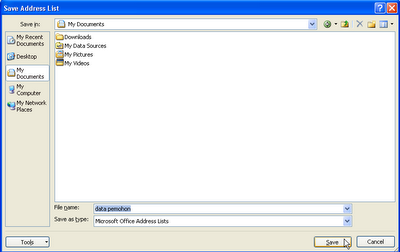 Save Address List
Save in:
My Documents
My Recent
Documents
Desktop
My
Documents
My
Computer
My Network
Places
Downloads
My Data Sources
My Pictures
My Videos
File name:
data pemohon
Save as type:
Microsoft Office Address Lists
Tools
Save
Cancel